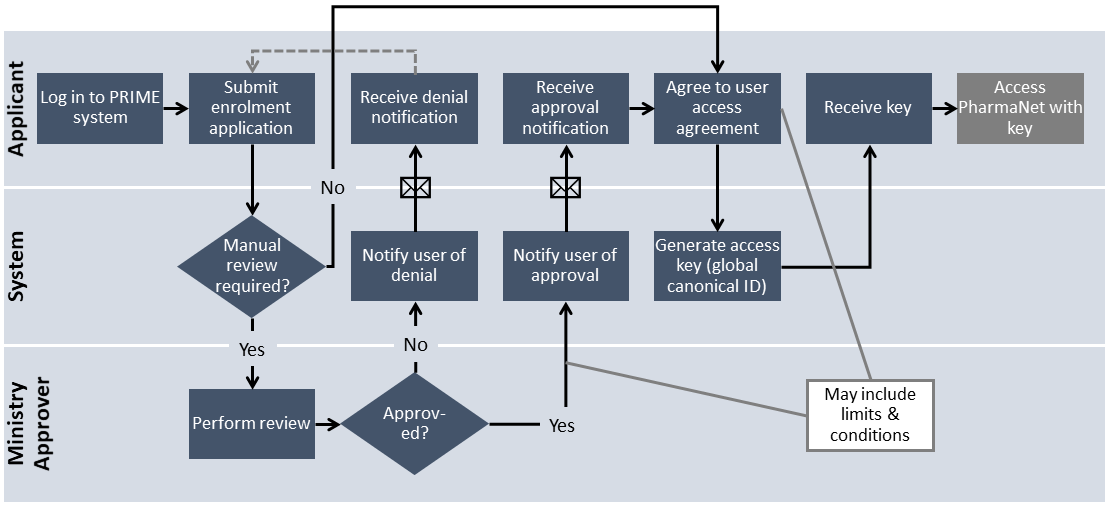 Applicant
Log in to PRIME
system
Submit
enrolment
application
Receive denial
notification
Receive
approval
notification
Agree to user
access
agreement
Receive key
Access
PharmaNet with
key
No
System
Manual
review
required?
Notify user of
denial
Notify user of
approval
Generate access
key (global
canonical ID)
Yes
No
Ministry
Approver
Perform review
Approv-
ed?
Yes
May include
limits &
conditions